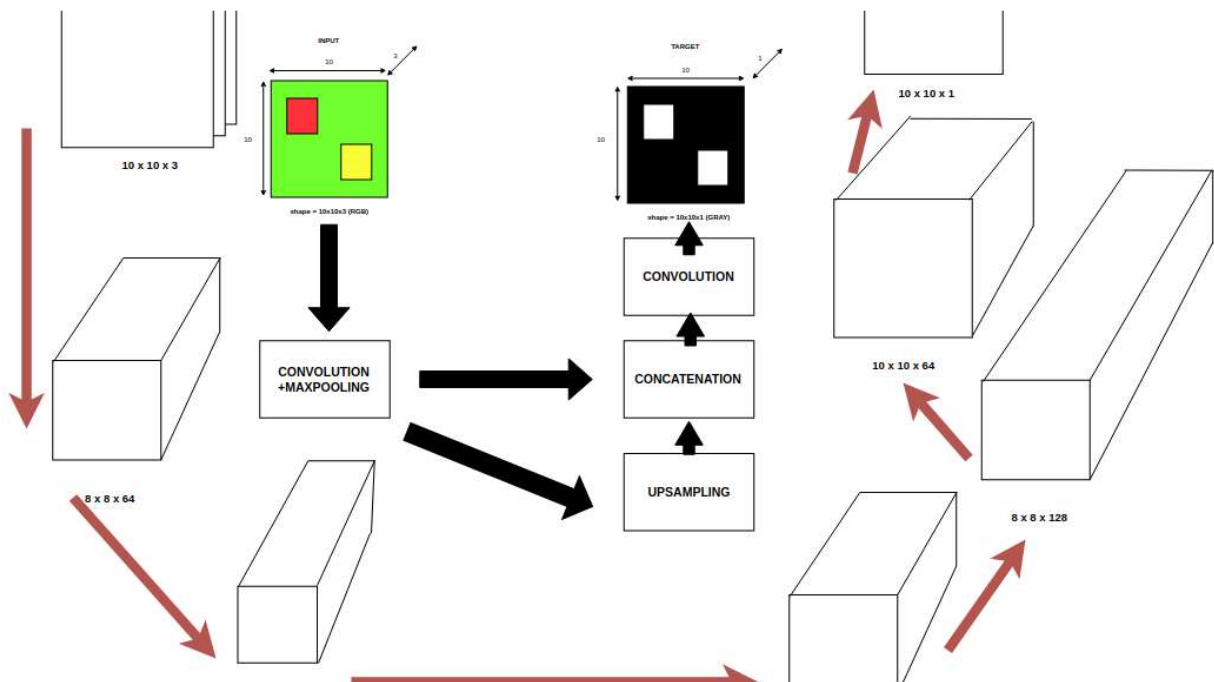 INPUT
10
3
10
shape = 10x10x3 (RGB)
TARGET
10
1
10
shape = 10x10x1 (GRAY)
10 x 10 x 3
8 x 8 x 64
CONVOLUTION
+MAXPOOLING
CONVOLUTION
CONCATENATION
UPSAMPLING
10 x 10 x 1
10 x 10 x 64
8 x 8 x 128